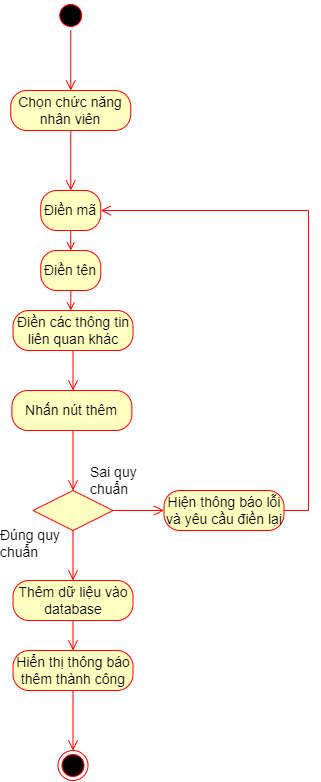 Chọn chức năng
nhân viên
Điền mã
Điền tên
Điền các thông tin
liên quan khác
Nhấn nút thêm
Sai quy
chuẩn
Hiện thông báo lỗi
và yêu cầu điền lại
Đúng quy
chuẩn
Thêm dữ liệu vào
database
Hiển thị thông báo
thêm thành công